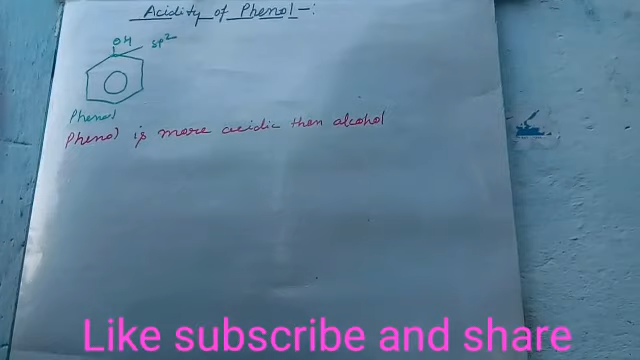 Acidity of Phenol -:
OH
sp²
Phenol
Phenol is more acidic then alcohol
Like subscribe and share